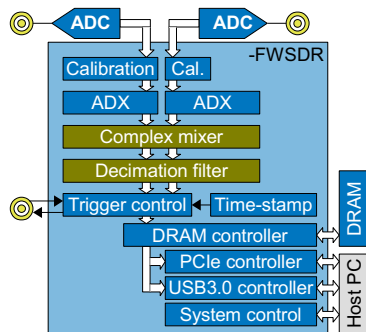 ADC
ADC
-FWSDR
Calibration
Cal.
ADX
ADX
Complex mixer
Decimation filter
Trigger control
Time-stamp
DRAM controller
PCIe controller
USB3.0 controller
System control
DRAM
Host PC